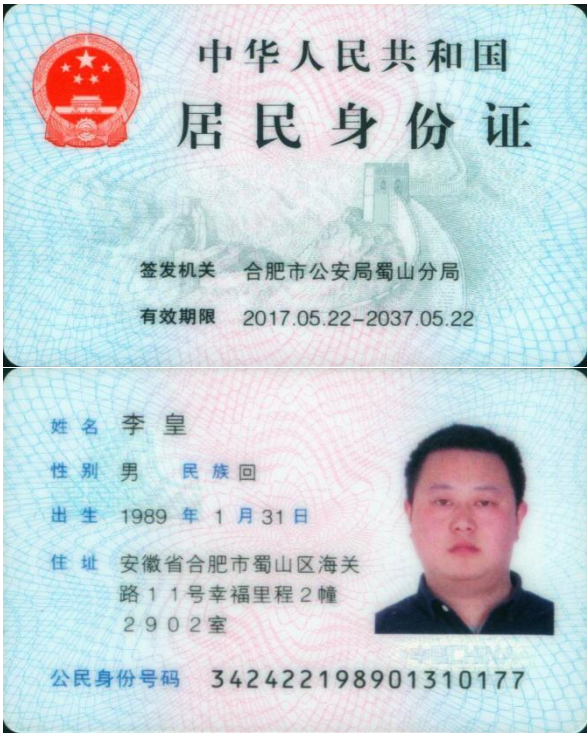 中华人民共和国
居民身份证
签发机关 合肥市公安局蜀山分局
有效期限 2017.05.22-2037.05.22
姓名 李皇
性别 男 民族 回
出生 1989 年 1 月 31 日
住址 安徽省合肥市蜀山区海关
路11号幸福里程2幢
2902室
公民身份号码 342422198901310177